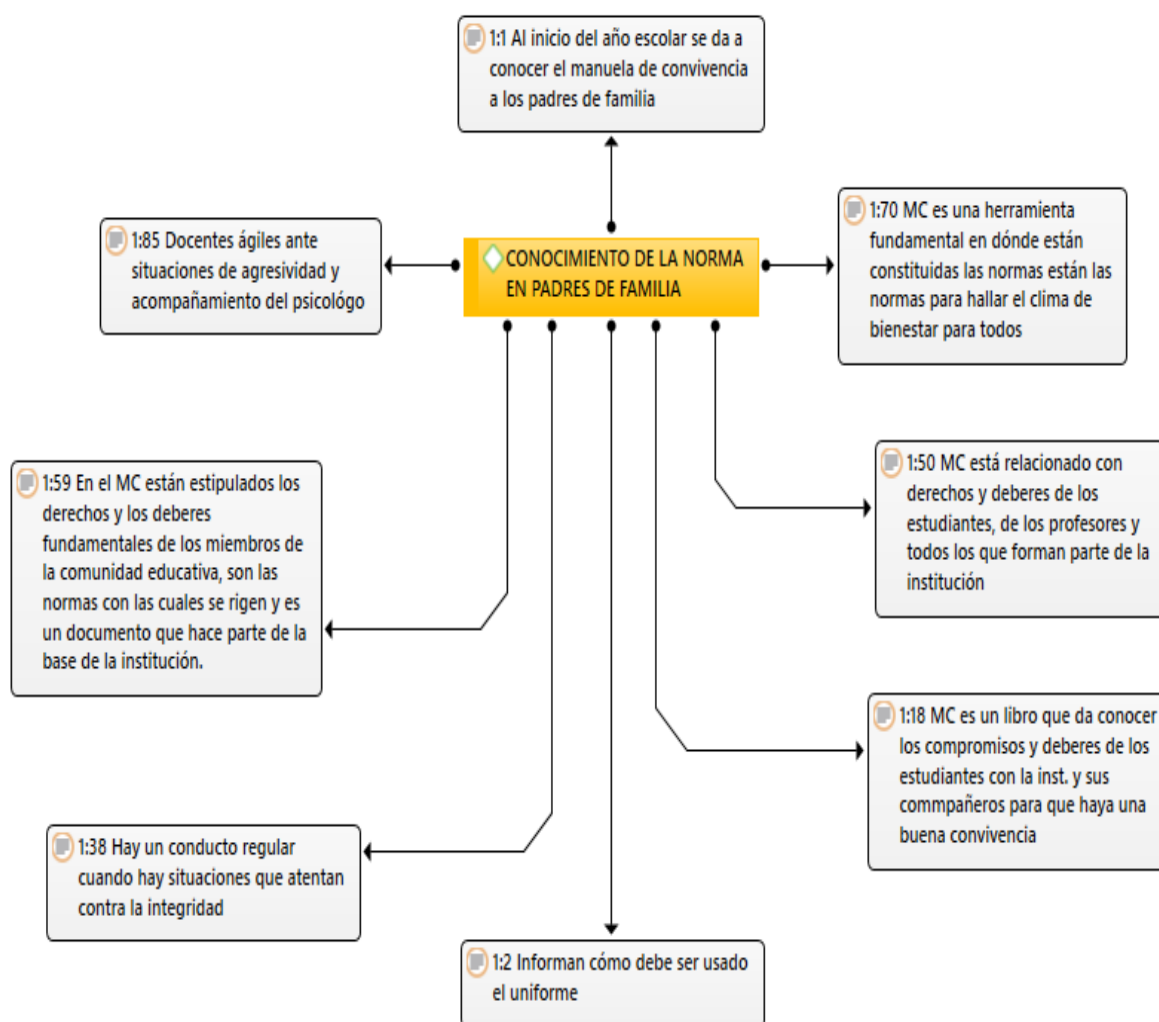 1:1 Al inicio del año escolar se da a
conocer el manuela de convivencia
a los padres de familia
1:85 Docentes ágiles ante
situaciones de agresividad y
acompañamiento del psicológo
CONOCIMIENTO DE LA NORMA
EN PADRES DE FAMILIA
1:70 MC es una herramienta
fundamental en dónde están
constituidas las normas están las
normas para hallar el clima de
bienestar para todos
1:59 En el MC están estipulados los
derechos y los deberes
fundamentales de los miembros de
la comunidad educativa, son las
normas con las cuales se rigen y es
un documento que hace parte de la
base de la institución.
1:50 MC está relacionado con
derechos y deberes de los
estudiantes, de los profesores y
todos los que forman parte de la
institución
1:18 MC es un libro que da conocer
los compromisos y deberes de los
estudiantes con la inst. y sus
commpañeros para que haya una
buena convivencia
1:38 Hay un conducto regular
cuando hay situaciones que atentan
contra la integridad
1:2 Informan cómo debe ser usado
el uniforme